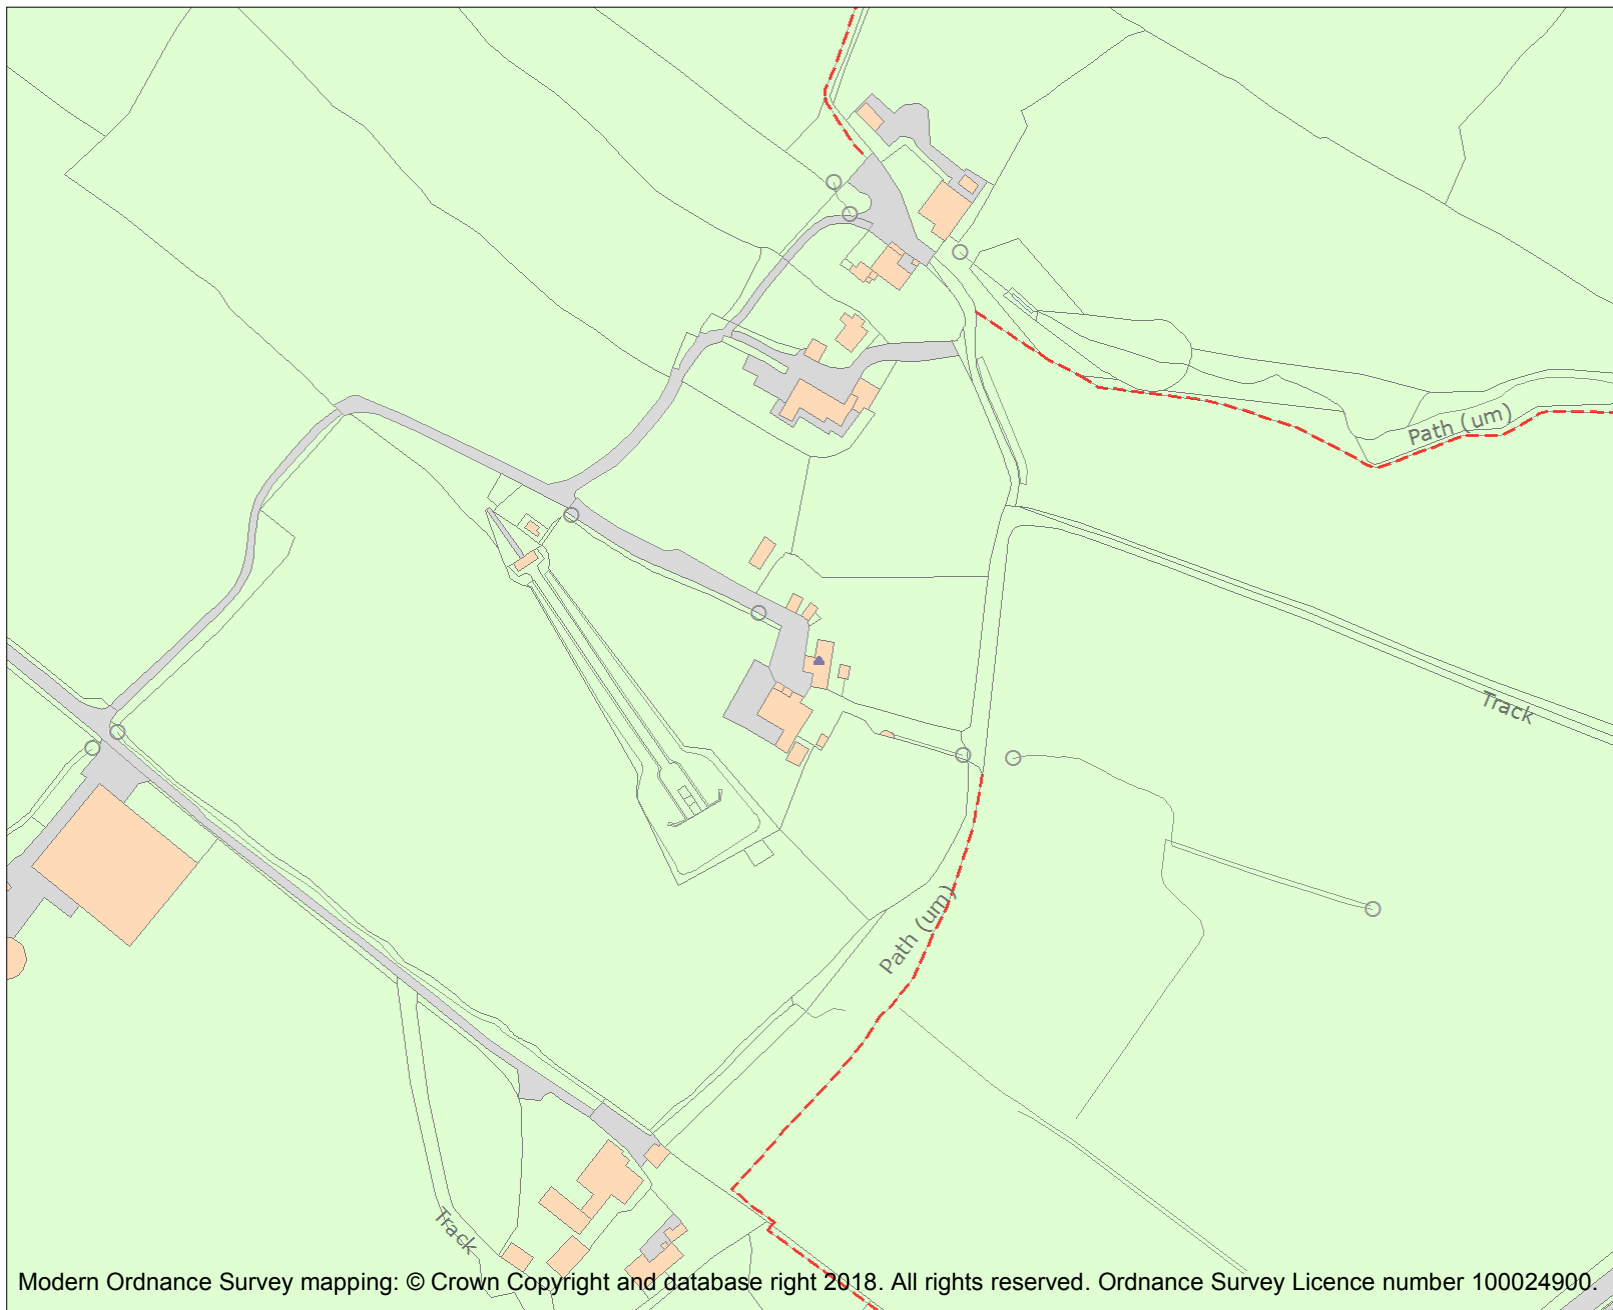 Path (um)
Track
Path (um)
Track
Modern Ordnance Survey mapping: © Crown Copyright and database right 2018. All rights reserved. Ordnance Survey Licence number 100024900.